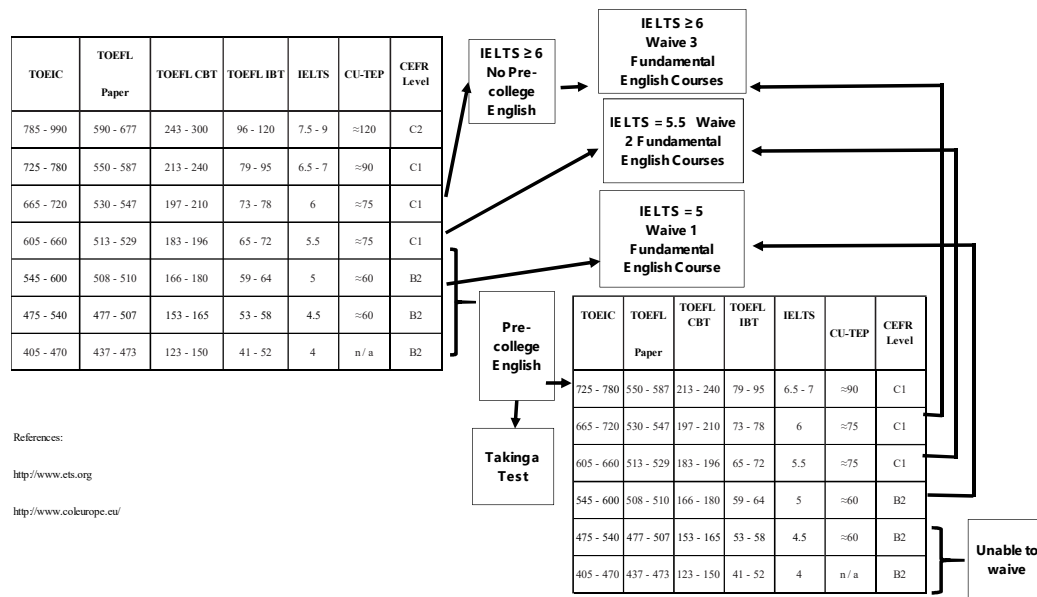 TOEIC TOEFL Paper TOEFL CBT TOEFL IBT IELTS CU-TEP CEFR Level
785 - 990 590 - 677 243 - 300 96 - 120 7.5 - 9 ≈120 C2
725 - 780 550 - 587 213 - 240 79 - 95 6.5 - 7 ≈90 C1
665 - 720 530 - 547 197 - 210 73 - 78 6 ≈75 C1
605 - 660 513 - 529 183 - 196 65 - 72 5.5 ≈75 C1
545 - 600 508 - 510 166 - 180 59 - 64 5 ≈60 B2
475 - 540 477 - 507 153 - 165 53 - 58 4.5 ≈60 B2
405 - 470 437 - 473 123 - 150 41 - 52 4 n / a B2
IELTS ≥ 6
No Pre-
college
English
IELTS ≥ 6
Waive 3
Fundamental
English Courses
IELTS = 5.5 Waive
2 Fundamental
English Courses
IELTS = 5
Waive 1
Fundamental
English Course
Pre-
college
English
Takinga
Test
TOEIC TOEFL Paper TOEFL CBT TOEFL IBT IELTS CU-TEP CEFR Level
725 - 780 550 - 587 213 - 240 79 - 95 6.5 - 7 ≈90 C1
665 - 720 530 - 547 197 - 210 73 - 78 6 ≈75 C1
605 - 660 513 - 529 183 - 196 65 - 72 5.5 ≈75 C1
545 - 600 508 - 510 166 - 180 59 - 64 5 ≈60 B2
475 - 540 477 - 507 153 - 165 53 - 58 4.5 ≈60 B2
405 - 470 437 - 473 123 - 150 41 - 52 4 n / a B2
Unable to
waive
References:
http://www.ets.org
http://www.coleurope.eu/